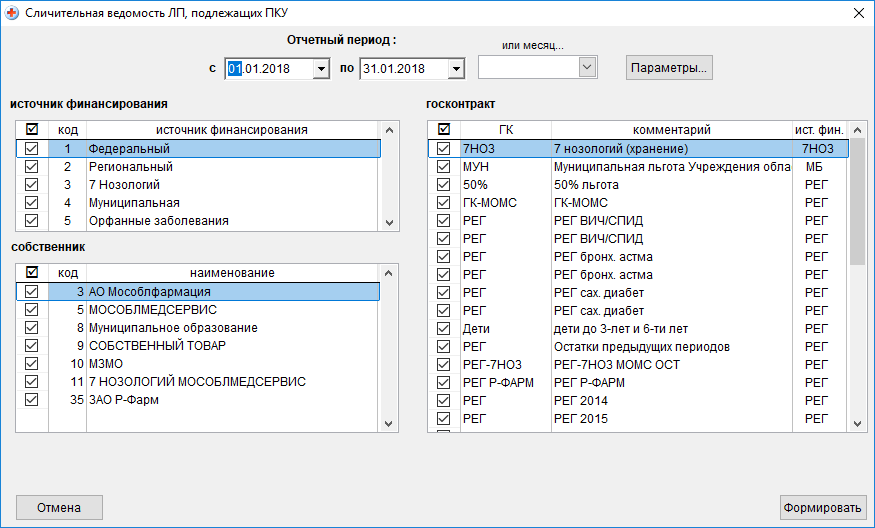 Сличительная ведомость ЛП, подлежащих ПКУ
Отчетный период :
или месяц...
с 01.01.2018 по 31.01.2018 Параметры...
источник финансирования
код источник финансирования
1 Федеральный
2 Региональный
3 7 Нозологий
4 Муниципальная
5 Орфанные заболевания
собственник
код наименование
3 АО Мособлфармация
5 МОСОБЛМЕДСЕРВИС
8 Муниципальное образование
9 СОБСТВЕННЫЙ ТОВАР
10 МЗМО
11 7 НОЗОЛОГИЙ МОСОБЛМЕДСЕРВИС
35 ЗАО Р-Фарм
госконтракт
ГК комментарий ист. фин.
7НОЗ 7 нозологий (хранение) 7НОЗ
МУН Муниципальная льгота Учреждения обла МБ
50% 50% льгота РЕГ
ГК-МОМС ГК-МОМС РЕГ
РЕГ РЕГ ВИЧ/СПИД РЕГ
РЕГ РЕГ ВИЧ/СПИД РЕГ
РЕГ РЕГ бронх. астма РЕГ
РЕГ РЕГ бронх. астма РЕГ
РЕГ РЕГ сах. диабет РЕГ
РЕГ РЕГ сах. диабет РЕГ
Дети дети до 3-лет и 6-ти лет РЕГ
РЕГ Остатки предыдущих периодов РЕГ
РЕГ-7НОЗ РЕГ-7НОЗ МОМС ОСТ РЕГ
РЕГ Р-ФАРМ РЕГ Р-ФАРМ РЕГ
РЕГ РЕГ 2014 РЕГ
РЕГ РЕГ 2015 РЕГ
Отмена Формировать